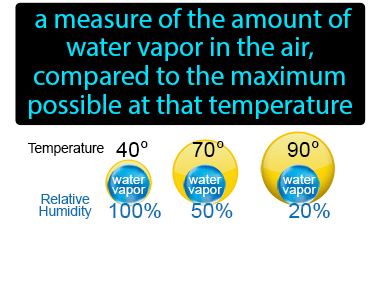 a measure of the amount of
water vapor in the air,
compared to the maximum
possible at that temperature
Temperature 40° 70° 90°
water vapor water vapor water vapor
Relative Humidity 100% 50% 20%